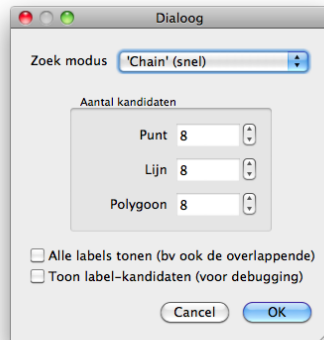 Dialoog
Zoek modus 'Chain' (snel)
Aantal kandidaten
Punt 8
Lijn 8
Polygoon 8
Alle labels tonen (bv ook de overlappende)
Toon label-kandidaten (voor debugging)
Cancel OK